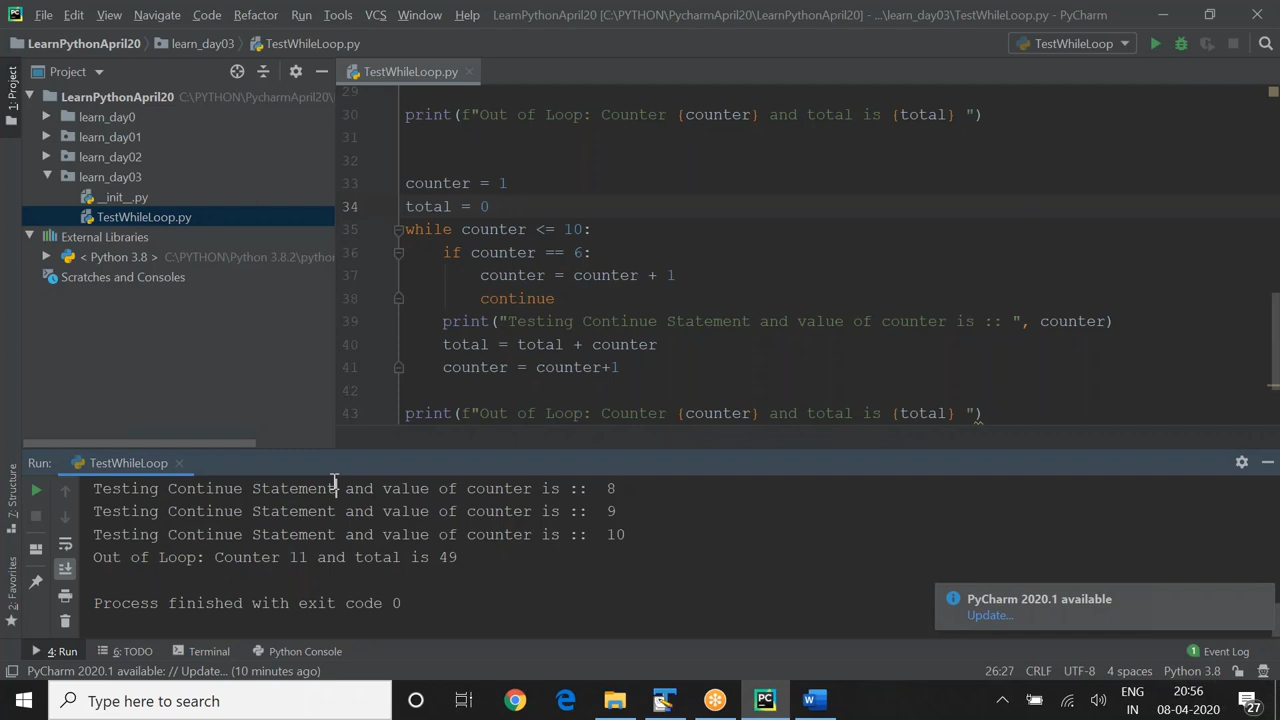 File Edit View Navigate Code Refactor Run Tools VCS Window Help LearnPythonApril20 [C:\PYTHON\PycharmApril20\LearnPythonApril20] - ...\learn_day03\TestWhileLoop.py - PyCharm
LearnPythonApril20 learn_day03 TestWhileLoop.py TestWhileLoop
1: Project
Project
TestWhileLoop.py
LearnPythonApril20 C:\PYTHON\PycharmApril20\
learn_day0
learn_day01
learn_day02
learn_day03
__init__.py
TestWhileLoop.py
External Libraries
< Python 3.8 > C:\PYTHON\Python 3.8.2\python
Scratches and Consoles
29
30 print(f"Out of Loop: Counter {counter} and total is {total} ")
31
32
33 counter = 1
34 total = 0
35 while counter <= 10:
36 if counter == 6:
37 counter = counter + 1
38 continue
39 print("Testing Continue Statement and value of counter is :: ", counter)
40 total = total + counter
41 counter = counter+1
42
43 print(f"Out of Loop: Counter {counter} and total is {total} ")
Run: TestWhileLoop
Testing Continue Statement and value of counter is :: 8
Testing Continue Statement and value of counter is :: 9
Testing Continue Statement and value of counter is :: 10
Out of Loop: Counter 11 and total is 49
Process finished with exit code 0
7: Structure
2: Favorites
PyCharm 2020.1 available
Update...
4: Run 6: TODO Terminal Python Console 1 Event Log
PyCharm 2020.1 available: // Update... (10 minutes ago) 26:27 CRLF UTF-8 4 spaces Python 3.8
Type here to search
ENG
IN
20:56
08-04-2020
27